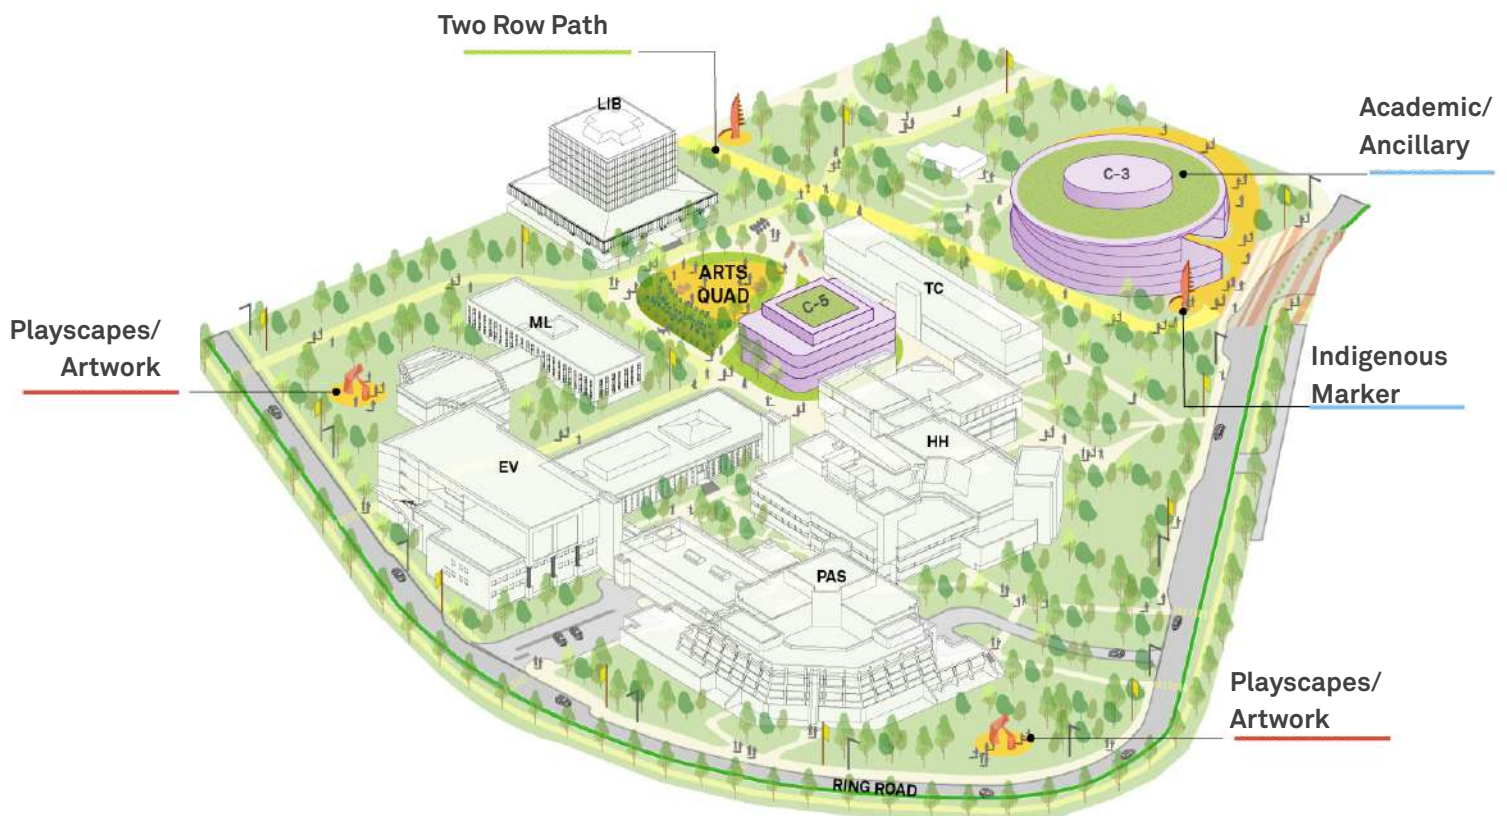 Two Row Path
LIB
Academic/
Ancillary
C-3
ARTS
QUAD
TC
C-5
ML
Playscapes/
Artwork
Indigenous
Marker
HH
EV
PAS
Playscapes/
Artwork
RING ROAD